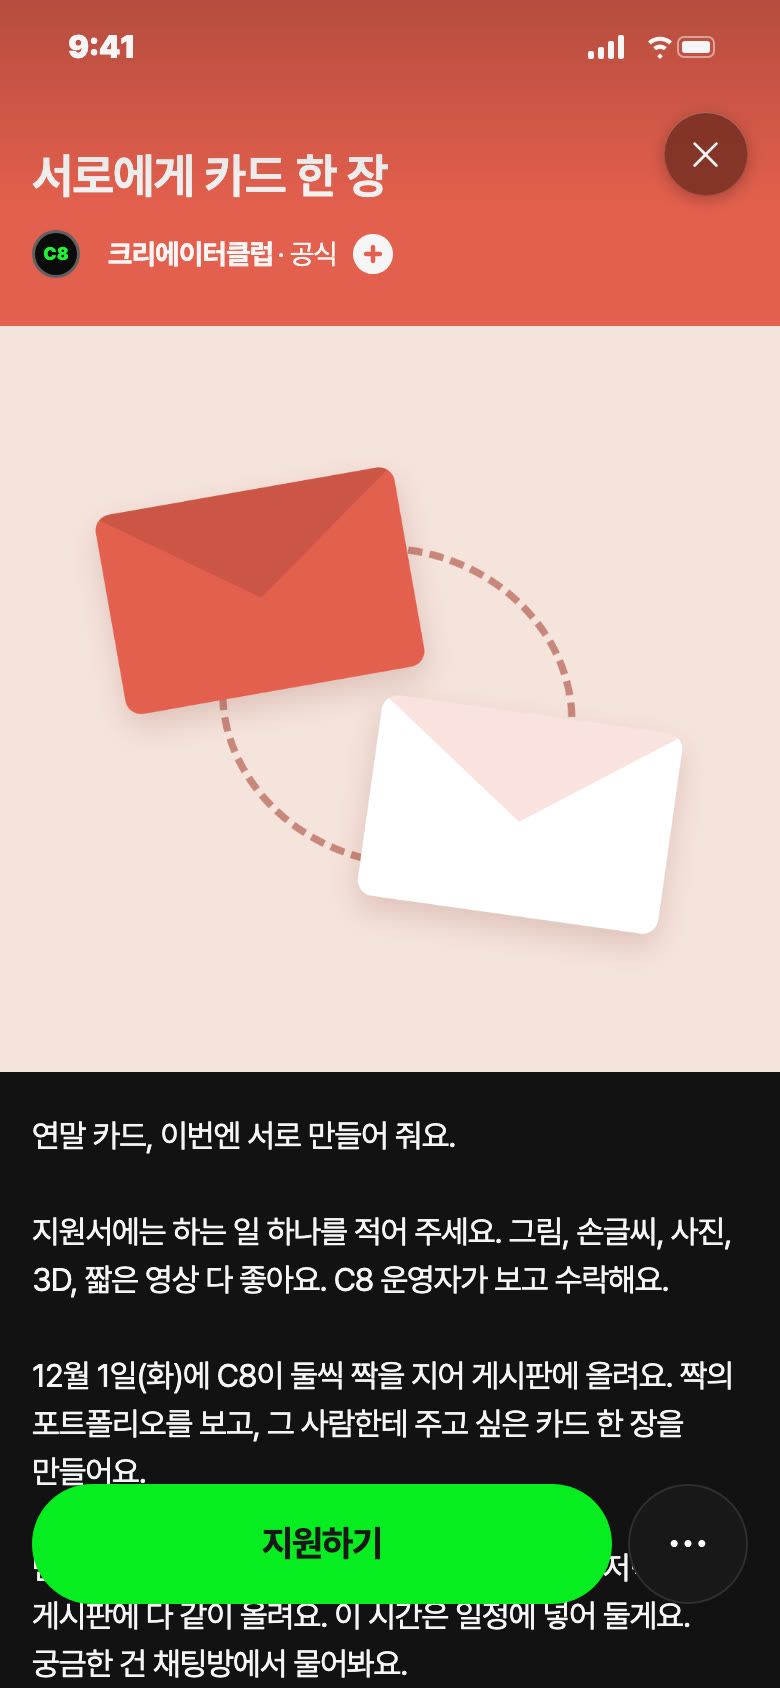 9:41
서로에게 카드 한 장
C8 크리에이터클럽 · 공식
연말 카드, 이번엔 서로 만들어 줘요.
지원서에는 하는 일 하나를 적어 주세요. 그림, 손글씨, 사진,
3D, 짧은 영상 다 좋아요. C8 운영자가 보고 수락해요.
12월 1일(화)에 C8이 둘씩 짝을 지어 게시판에 올려요. 짝의
포트폴리오를 보고, 그 사람한테 주고 싶은 카드 한 장을
만들어요.
지원하기
게시판에 다 같이 올려요. 이 시간은 일정에 넣어 둘게요.
궁금한 건 채팅방에서 물어봐요.